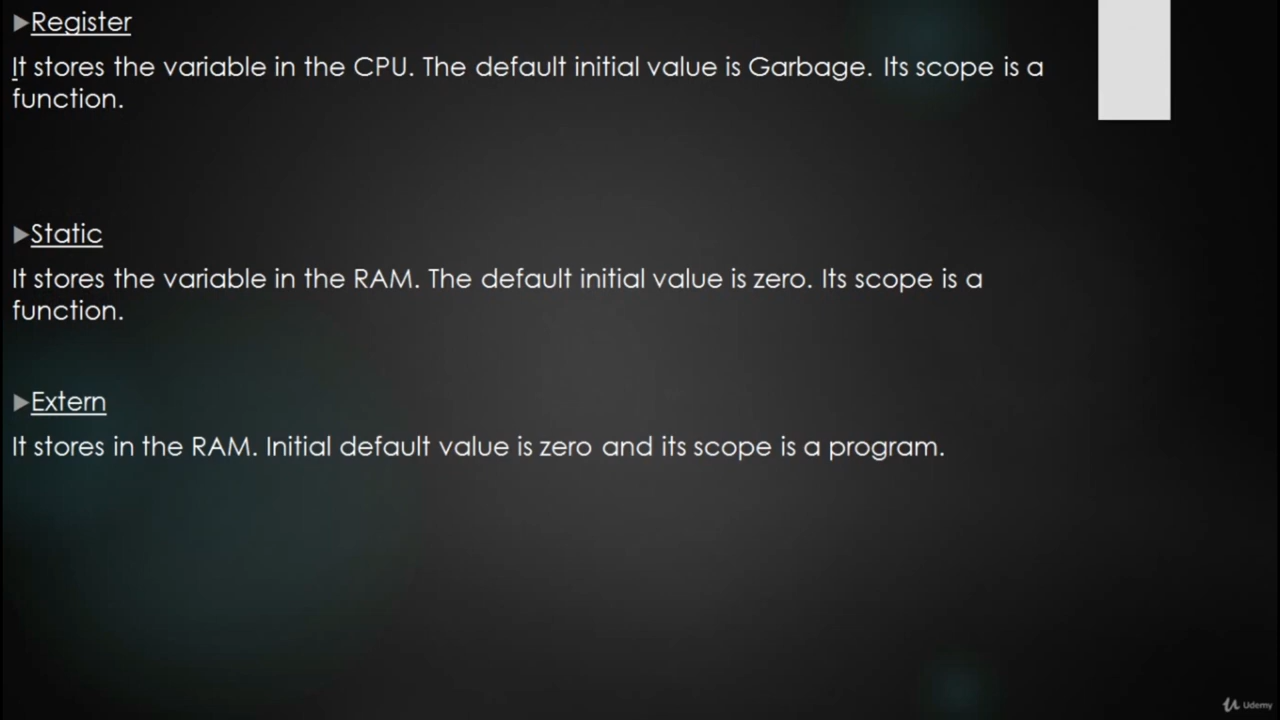 Register
It stores the variable in the CPU. The default initial value is Garbage. Its scope is a
function.
Static
It stores the variable in the RAM. The default initial value is zero. Its scope is a
function.
Extern
It stores in the RAM. Initial default value is zero and its scope is a program.
Udemy